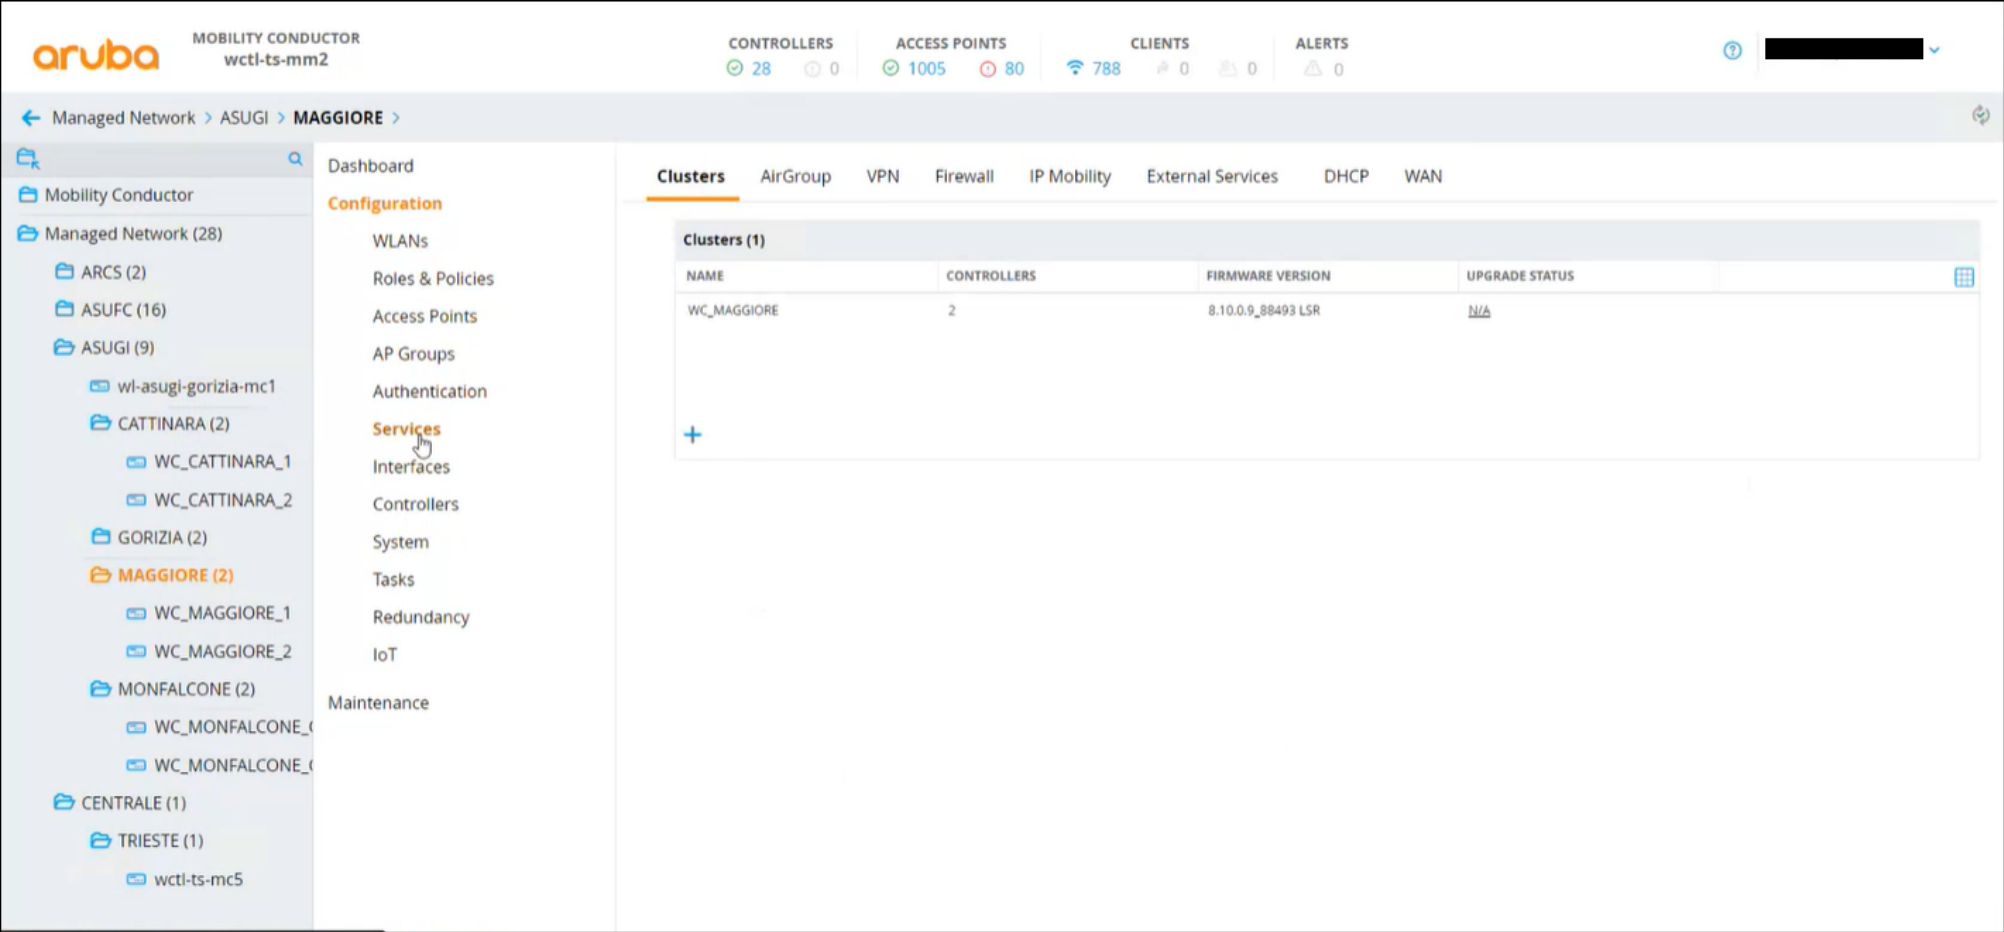 aruba
MOBILITY CONDUCTOR
wctl-ts-mm2
CONTROLLERS
28 0
ACCESS POINTS
1005 80
CLIENTS
788 0 0
ALERTS
0
Managed Network > ASUGI > MAGGIORE >
Mobility Conductor
Managed Network (28)
ARCS (2)
ASUFC (16)
ASUGI (9)
wl-asugi-gorizia-mc1
CATTINARA (2)
WC_CATTINARA_1
WC_CATTINARA_2
GORIZIA (2)
MAGGIORE (2)
WC_MAGGIORE_1
WC_MAGGIORE_2
MONFALCONE (2)
WC_MONFALCONE_
WC_MONFALCONE_
CENTRALE (1)
TRIESTE (1)
wctl-ts-mc5
Dashboard
Configuration
WLANs
Roles & Policies
Access Points
AP Groups
Authentication
Services
Interfaces
Controllers
System
Tasks
Redundancy
IoT
Maintenance
Clusters AirGroup VPN Firewall IP Mobility External Services DHCP WAN
Clusters (1)
NAME CONTROLLERS FIRMWARE VERSION UPGRADE STATUS
WC_MAGGIORE 2 8.10.0.9_88493 LSR N/A